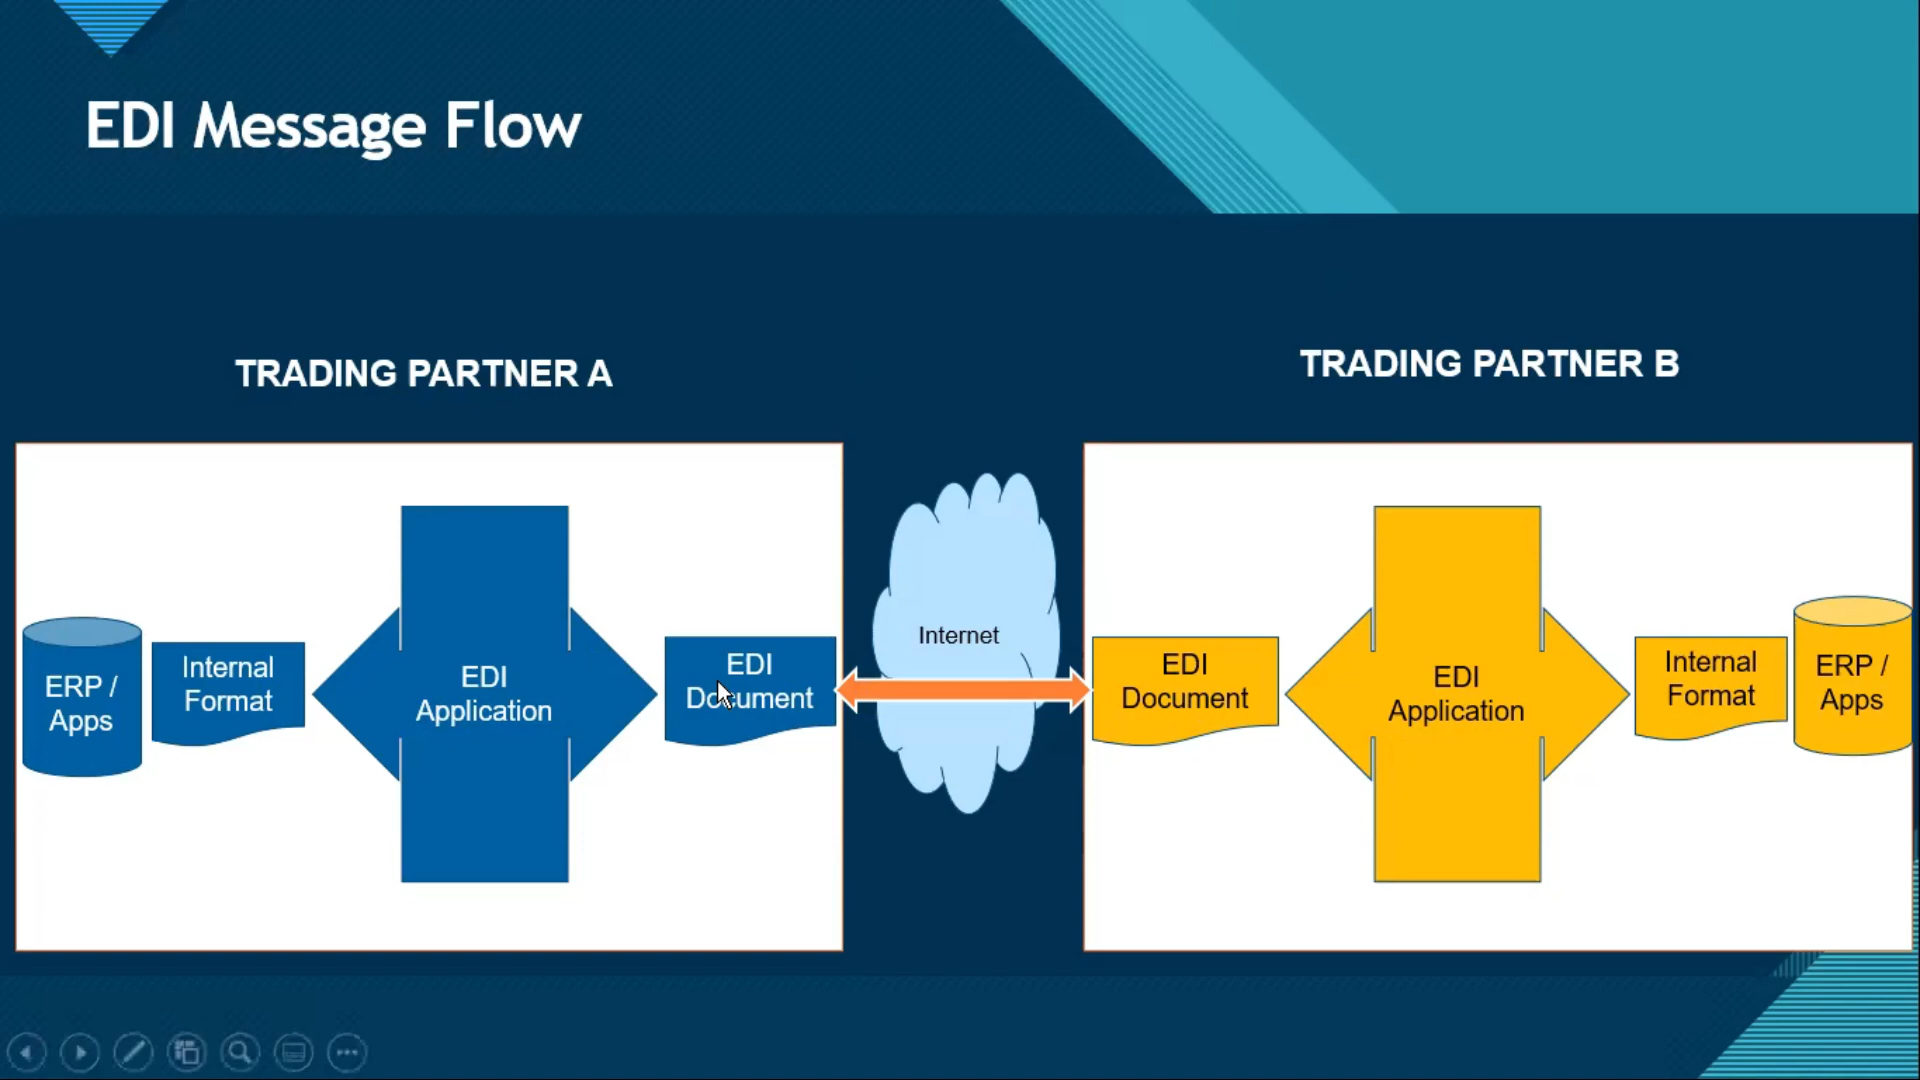 EDI Message Flow
TRADING PARTNER A
TRADING PARTNER B
ERP /
Apps
Internal
Format
EDI
Application
EDI
Document
Internet
EDI
Document
EDI
Application
Internal
Format
ERP /
Apps